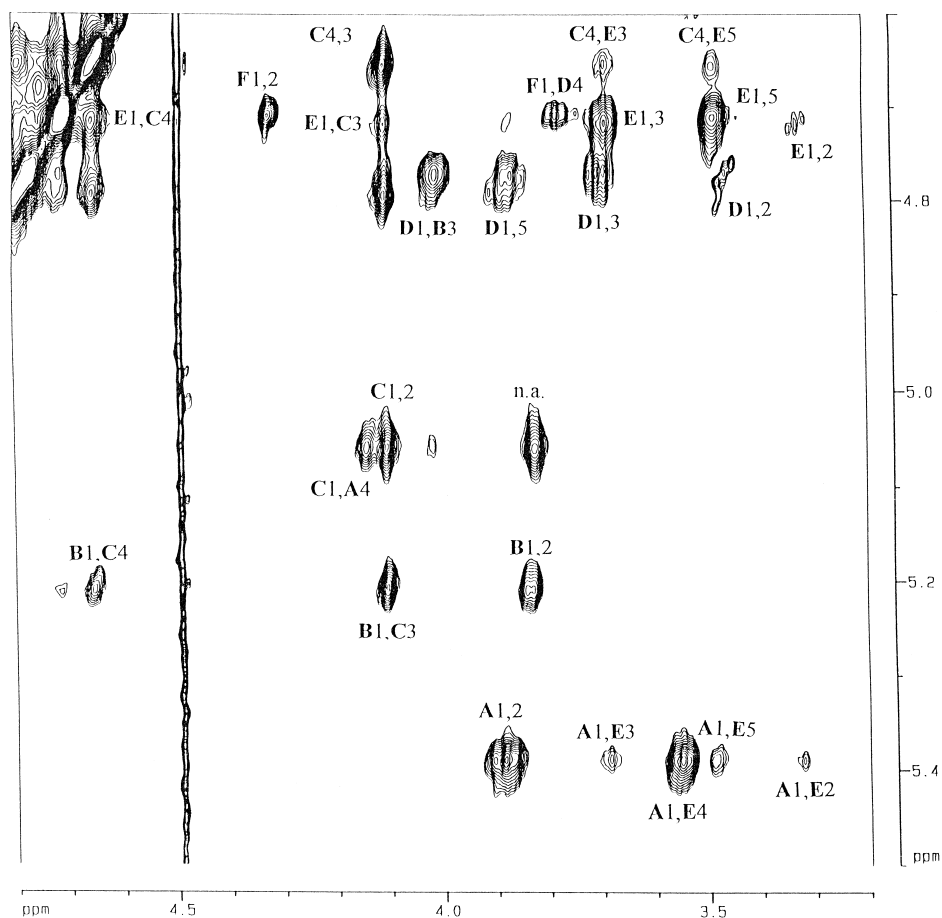 C4,3
C4,E3
C4,E5
F1,2
F1,D4
E1,5
E1,C4
E1,C3
E1,3
E1,2
4.8
D1,B3
D1,5
D1,3
D1,2
C1,2
n.a.
5.0
C1,A4
B1,C4
B1,2
5.2
B1,C3
A1,2
A1,E3
A1,E5
5.4
A1,E2
A1,E4
ppm
ppm
4.5
4.0
3.5